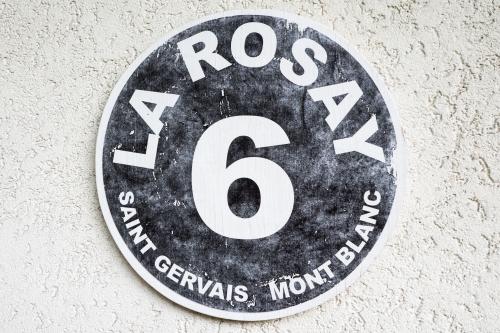 LA ROSAY
6
SAINT GERVAIS MONT BLANC